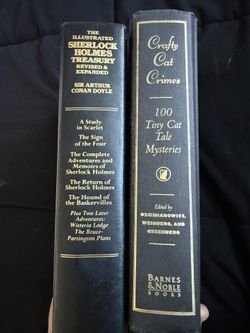 THE
ILLUSTRATED
SHERLOCK
HOLMES
TREASURY
REVISED &
EXPANDED
SIR ARTHUR
CONAN DOYLE
A Study
in Scarlet
The Sign
of the Four
The Complete
Adventures and
Memoirs of
Sherlock Holmes
The Return of
Sherlock Holmes
The Hound of
the Baskervilles
Plus Two Later
Adventures:
Wisteria Lodge
The Bruce-
Partington Plans
Crafty
Cat
Crimes
100
Tiny Cat
Tale
Mysteries
Edited by
DZIEMIANOWICZ,
WEINBERG, AND
GREENBERG
BARNES
& NOBLE
BOOKS